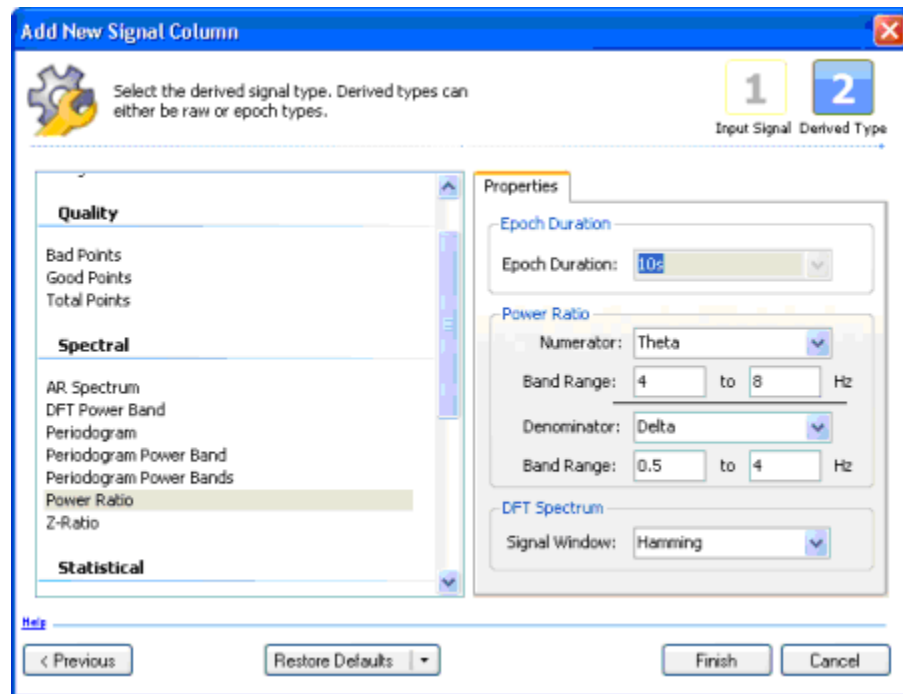 Add New Signal Column
Select the derived signal type. Derived types can
either be raw or epoch types.
1
Input Signal
2
Derived Type
Quality
Bad Points
Good Points
Total Points
Spectral
AR Spectrum
DFT Power Band
Periodogram
Periodogram Power Band
Periodogram Power Bands
Power Ratio
Z-Ratio
Statistical
Properties
Epoch Duration
Epoch Duration: 10s
Power Ratio
Numerator: Theta
Band Range: 4 to 8 Hz
Denominator: Delta
Band Range: 0.5 to 4 Hz
DFT Spectrum
Signal Window: Hamming
Help
< Previous
Restore Defaults
Finish
Cancel